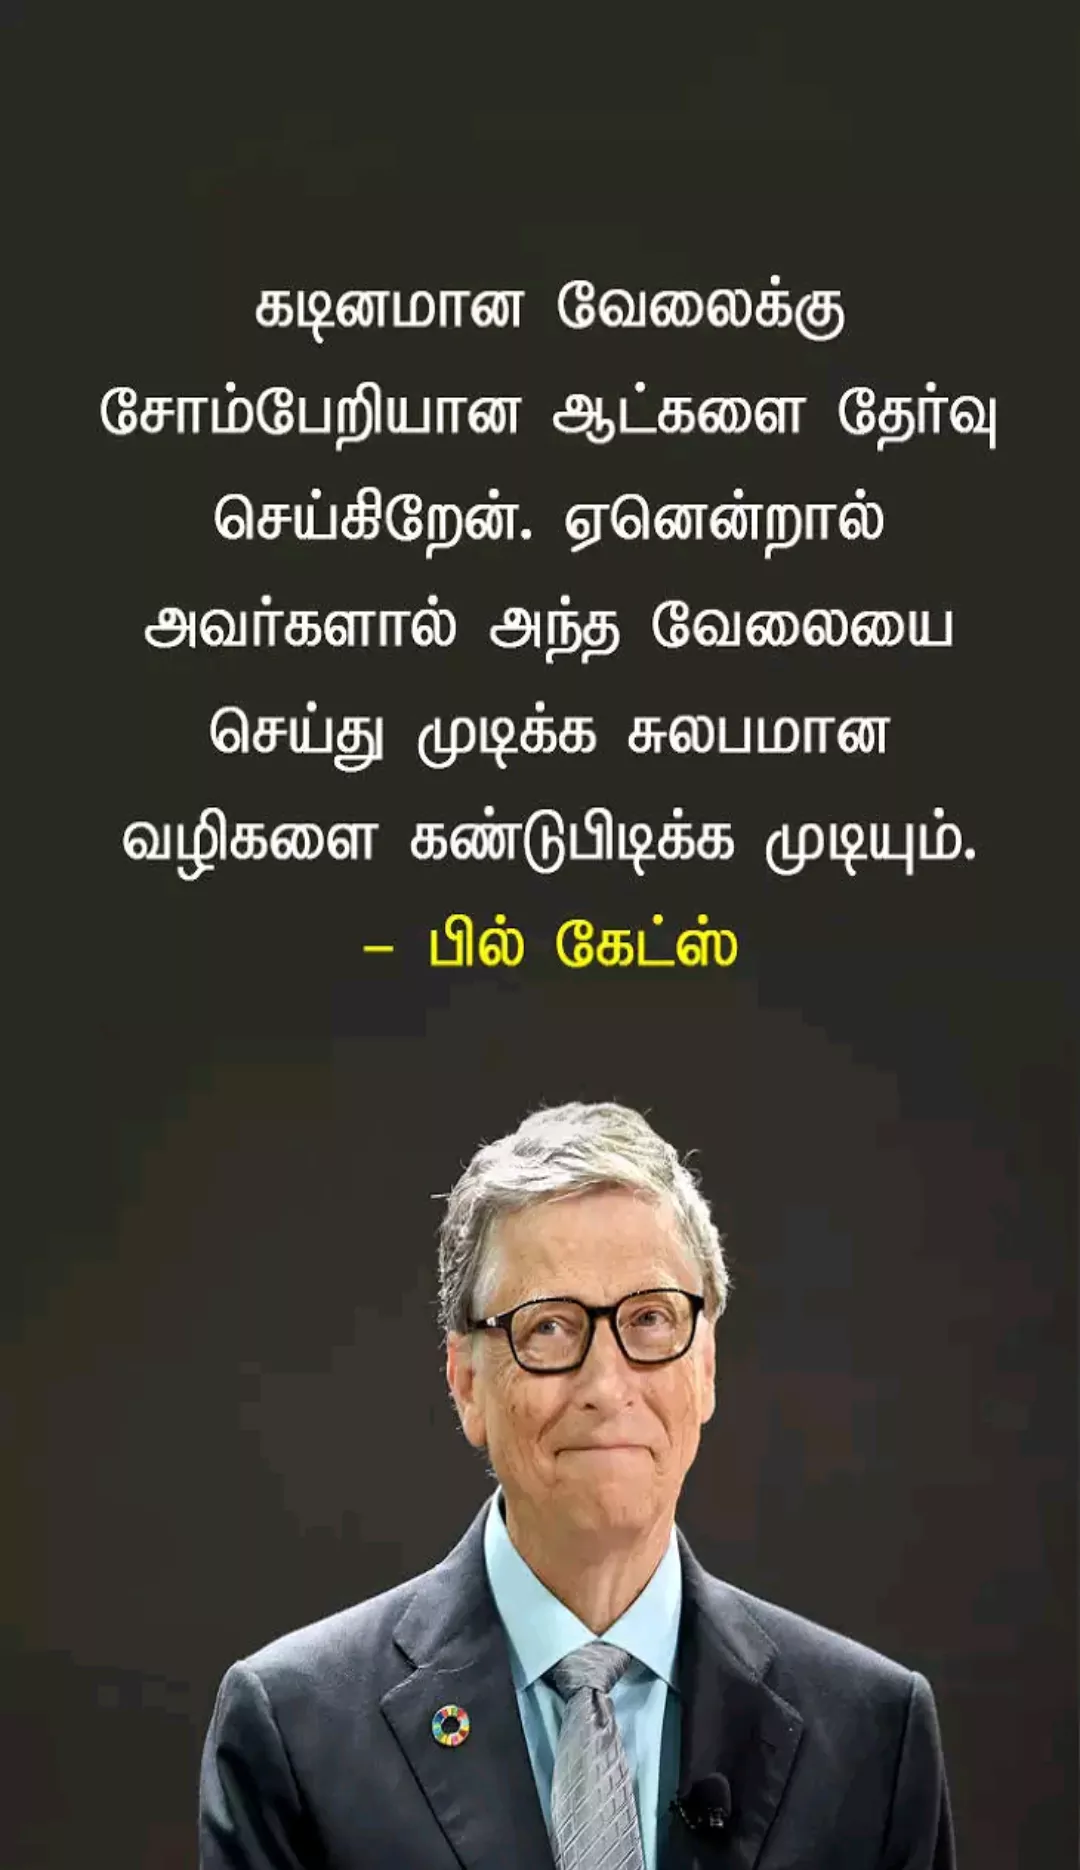 கடினமான வேலைக்கு
சோம்பேறியான ஆட்களை தேர்வு
செய்கிறேன். ஏனென்றால்
அவர்களால் அந்த வேலையை
செய்து முடிக்க சுலபமான
வழிகளை கண்டுபிடிக்க முடியும்.
- பில் கேட்ஸ்